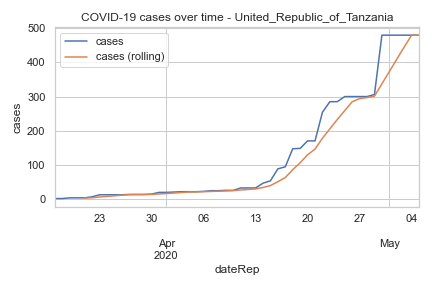 COVID-19 cases over time - United_Republic_of_Tanzania
cases
cases (rolling)
500
400
300
200
100
0
cases
23 30 06 13 20 27 04
Apr May
2020
dateRep